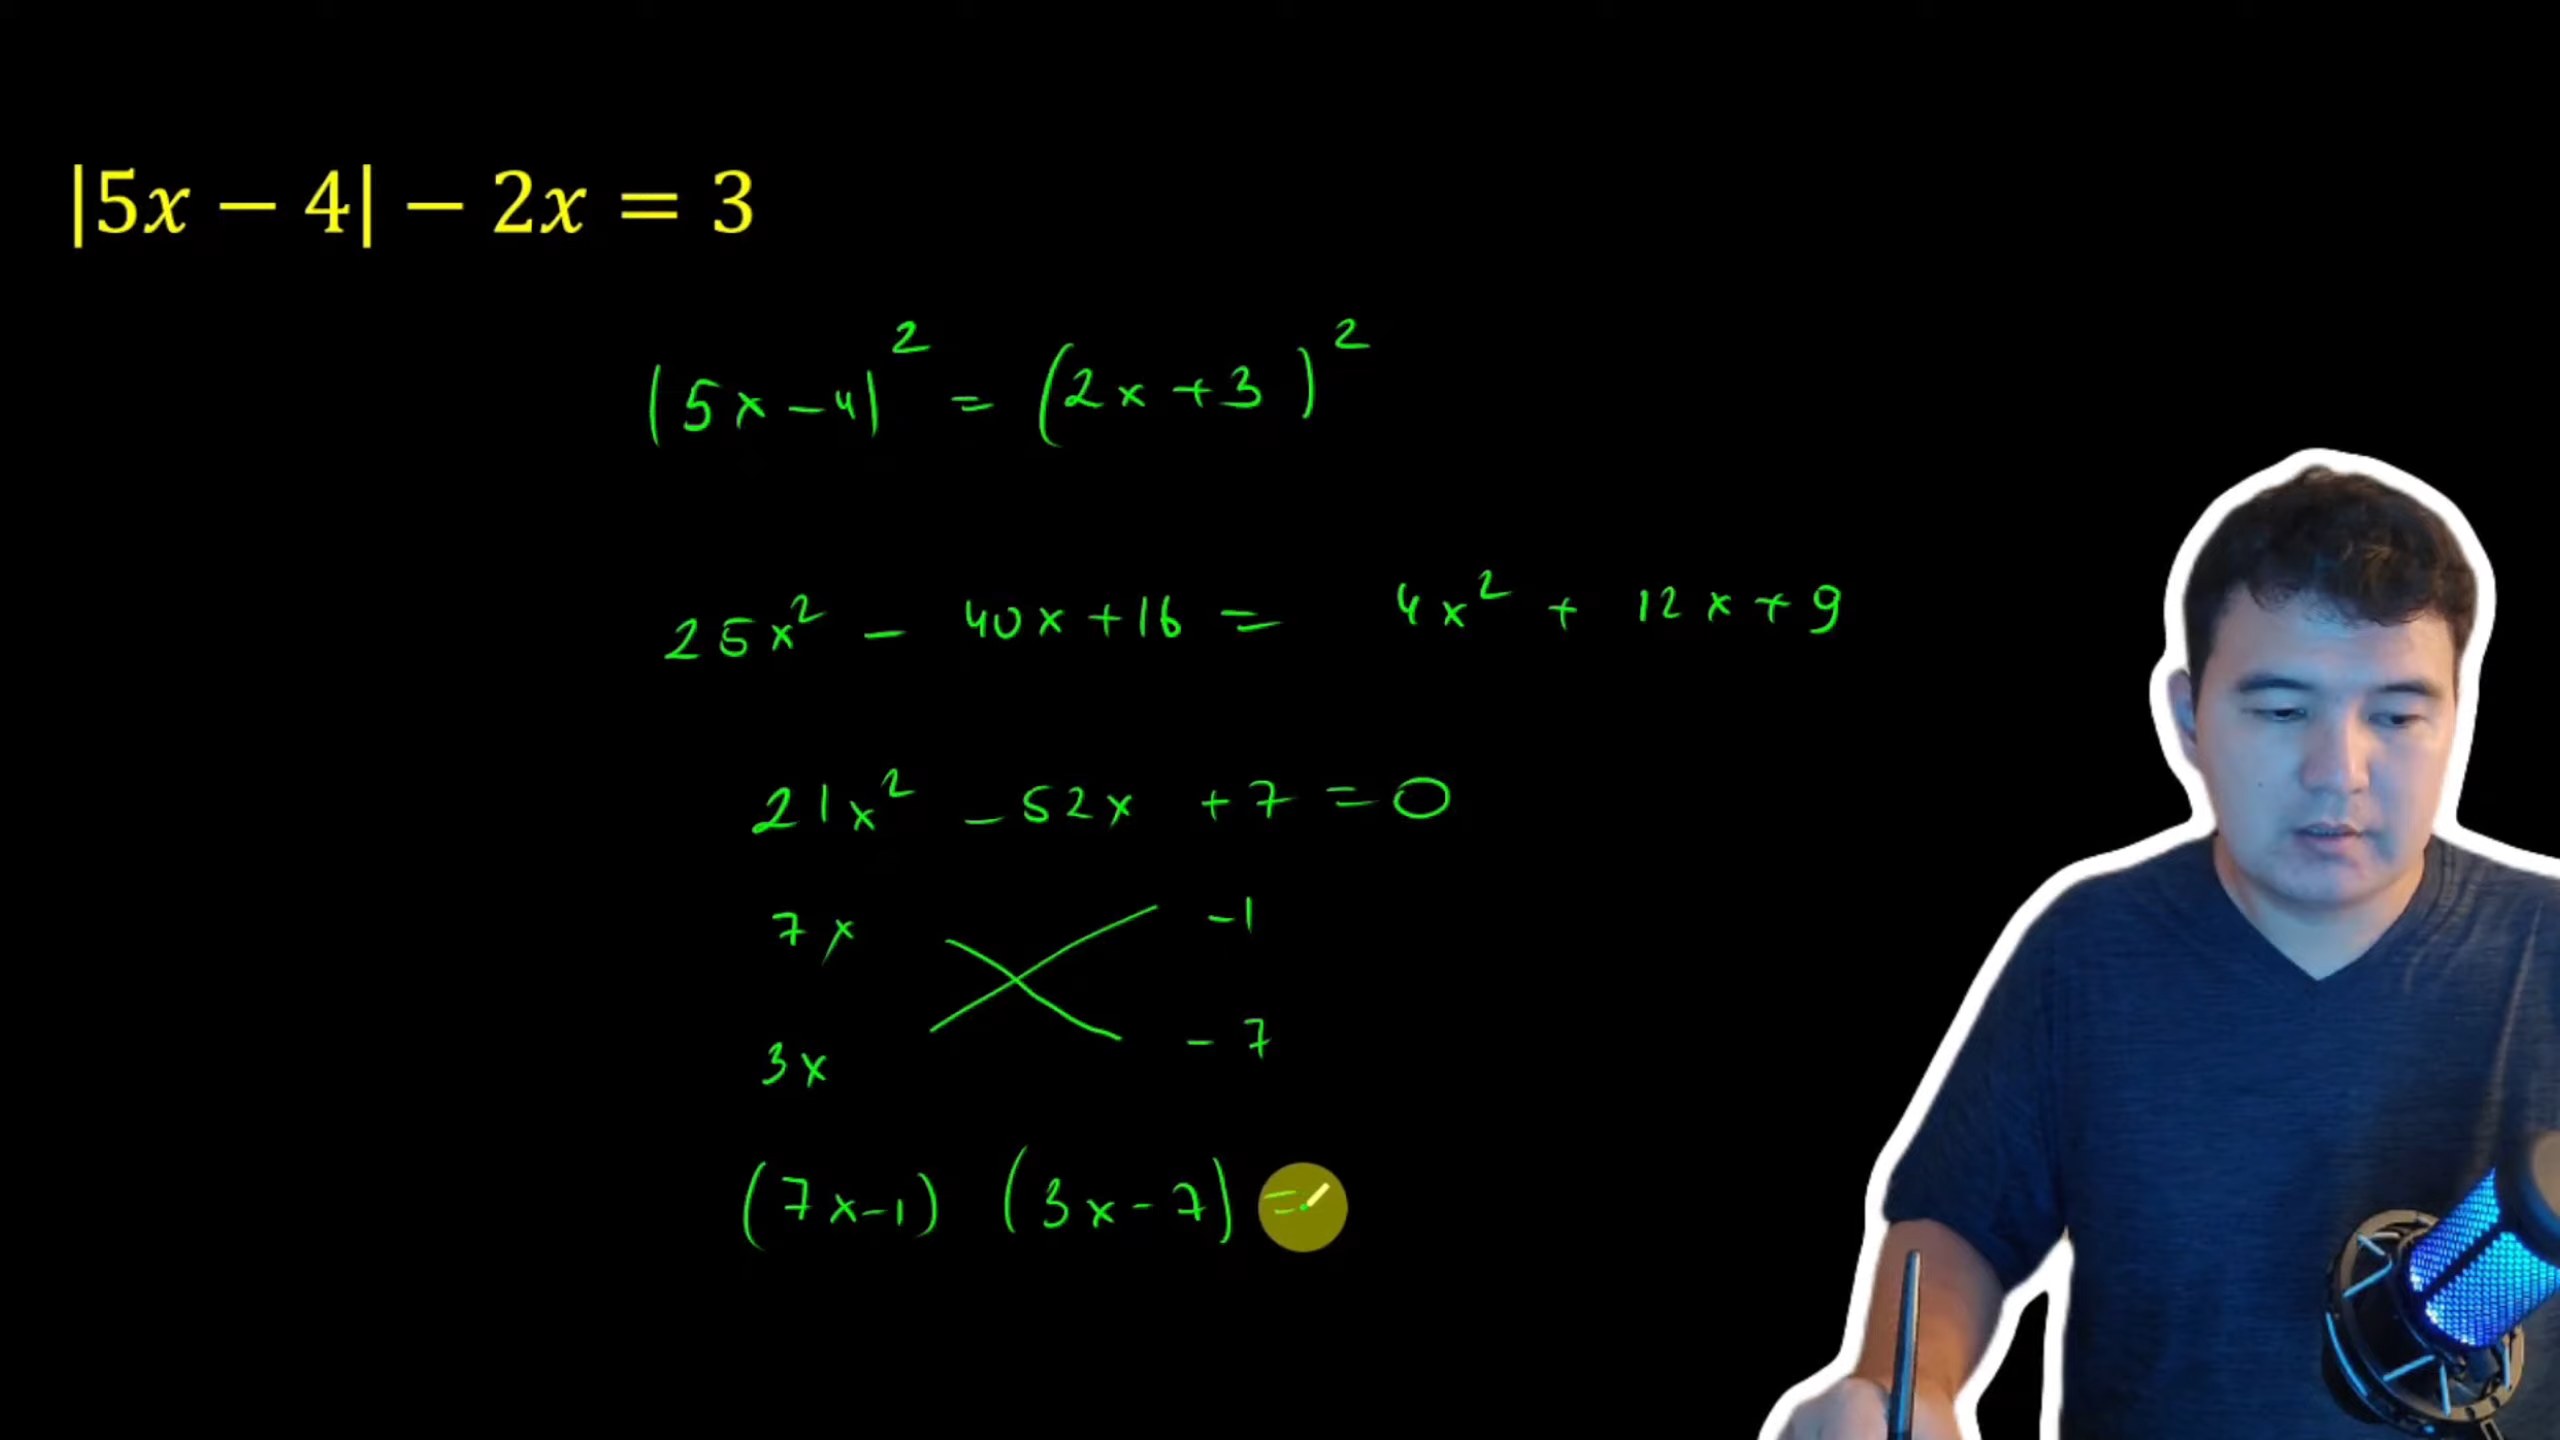 |5x − 4| − 2x = 3
|5x-4|² = (2x+3)²
25x² - 40x+16 = 4x² + 12x+9
21x² -52x +7 =0
7x -1
3x -7
(7x-1) (3x-7) =